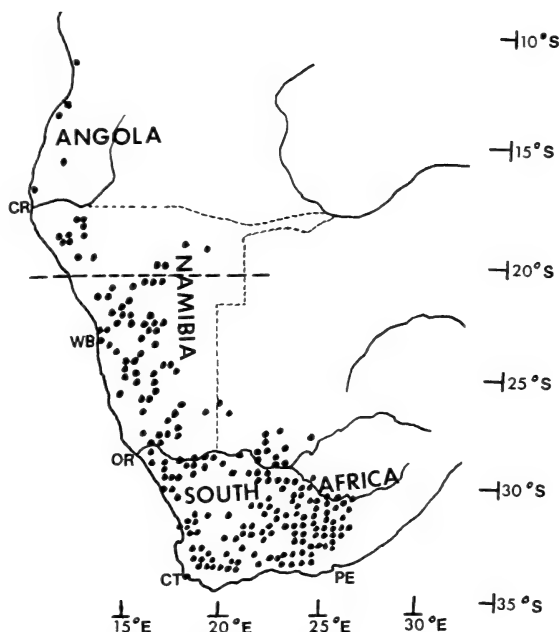 10°S
ANGOLA
15°S
CR
NAMIBIA
20°S
WB
25°S
OR
SOUTH AFRICA
30°S
CT
PE
35°S
15°E 20°E 25°E 30°E